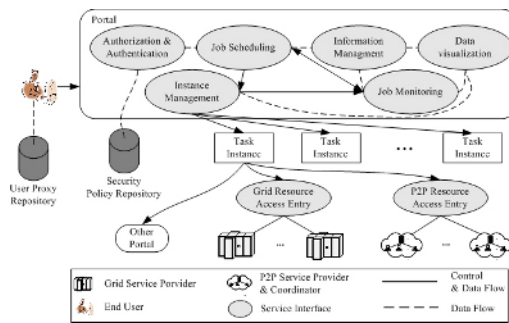 Portal
Authorization &
Authentication
Job Scheduling
Information
Managment
Data
visualization
Instance
Management
Job Monitoring
User Proxy
Repository
Security
Policy Repository
Task
Instance
Task
Instance
...
Task
Instance
Grid Resource
Access Entry
P2P Resource
Access Entry
Other
Portal
...
...
Grid Service Porvider
P2P Service Provider
& Coordinator
Control
& Data Flow
End User
Service Interface
Data Flow